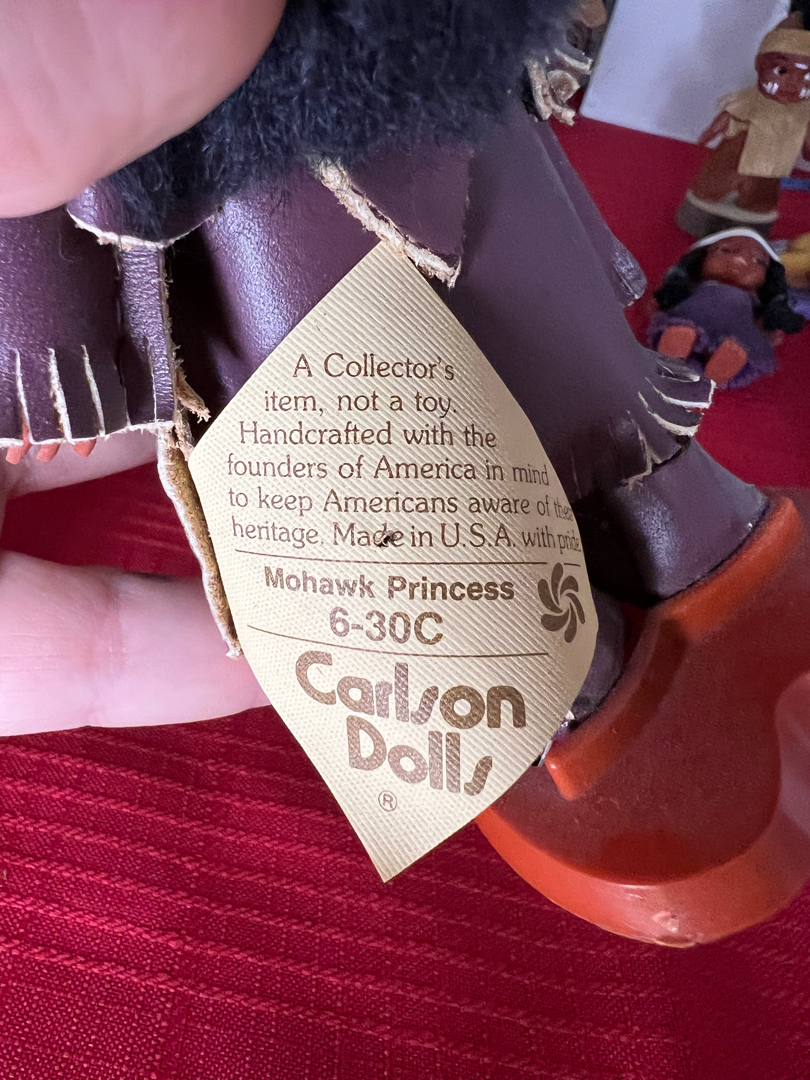 A Collector's
item, not a toy.
Handcrafted with the
founders of America in mind
to keep Americans aware of their
heritage. Made in U.S.A. with pride.
Mohawk Princess
6-30C
Carlson
Dolls
®